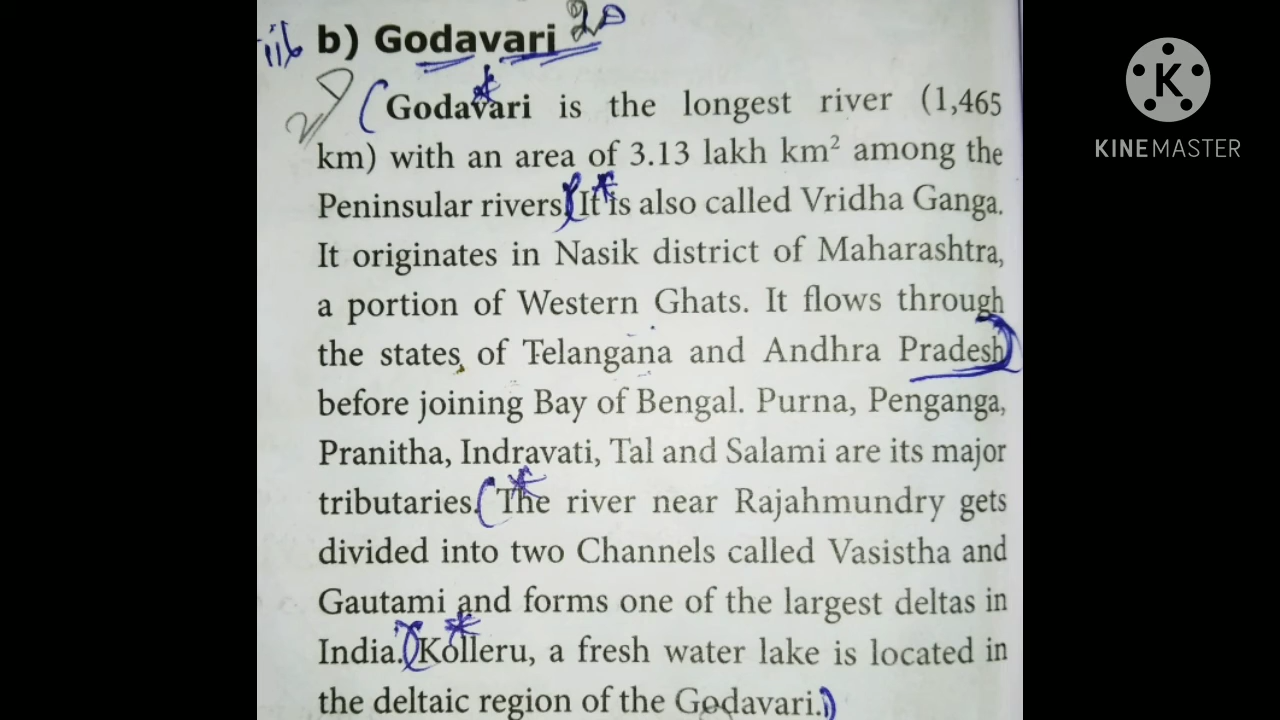 b) Godavari
Godavari is the longest river (1,465
km) with an area of 3.13 lakh km² among the
Peninsular rivers. It is also called Vridha Ganga.
It originates in Nasik district of Maharashtra,
a portion of Western Ghats. It flows through
the states of Telangana and Andhra Pradesh
before joining Bay of Bengal. Purna, Penganga,
Pranitha, Indravati, Tal and Salami are its major
tributaries. The river near Rajahmundry gets
divided into two Channels called Vasistha and
Gautami and forms one of the largest deltas in
India. Kolleru, a fresh water lake is located in
the deltaic region of the Godavari.
K
KINEMASTER